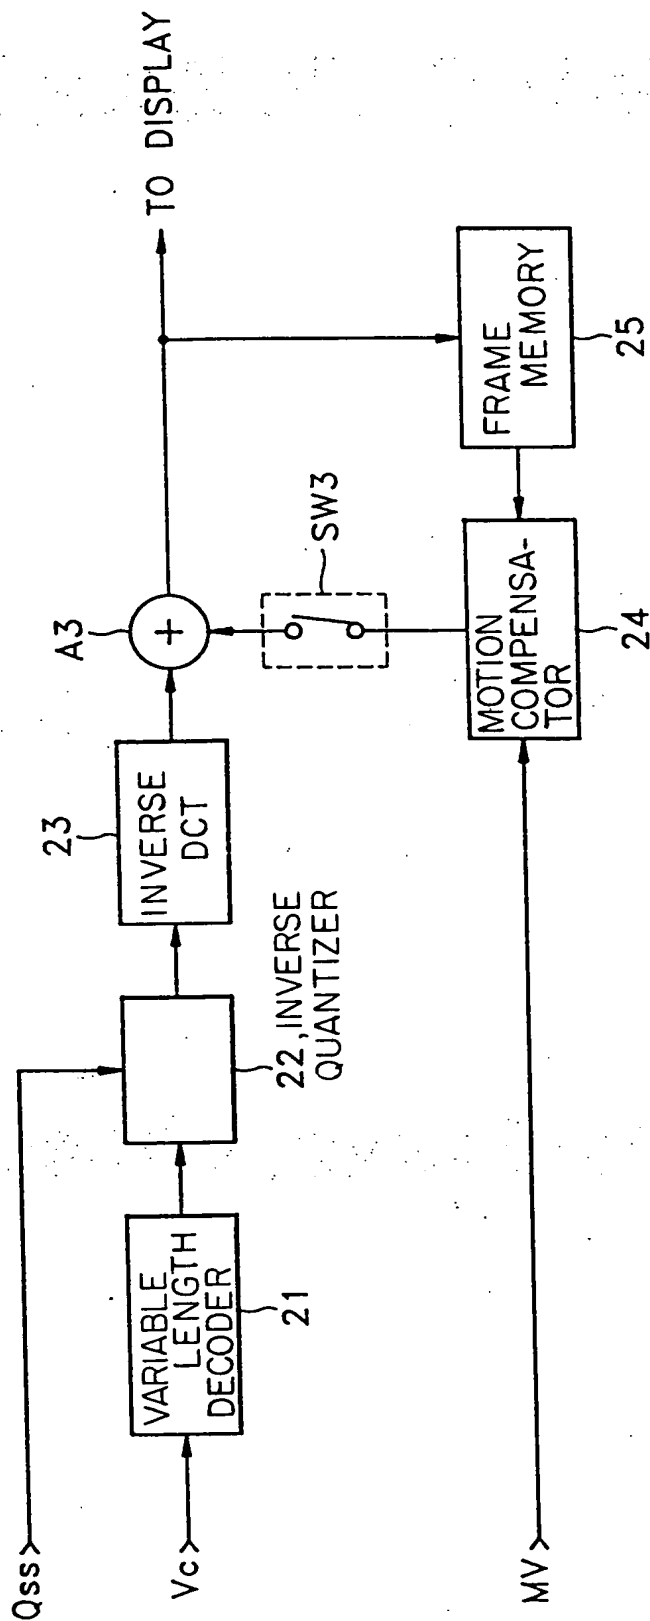 Qss
Vc
MV
VARIABLE
LENGTH
DECODER
21
22, INVERSE
QUANTIZER
INVERSE
DCT
23
A3
+
SW3
MOTION
COMPENSA-
TOR
24
FRAME
MEMORY
25
TO DISPLAY